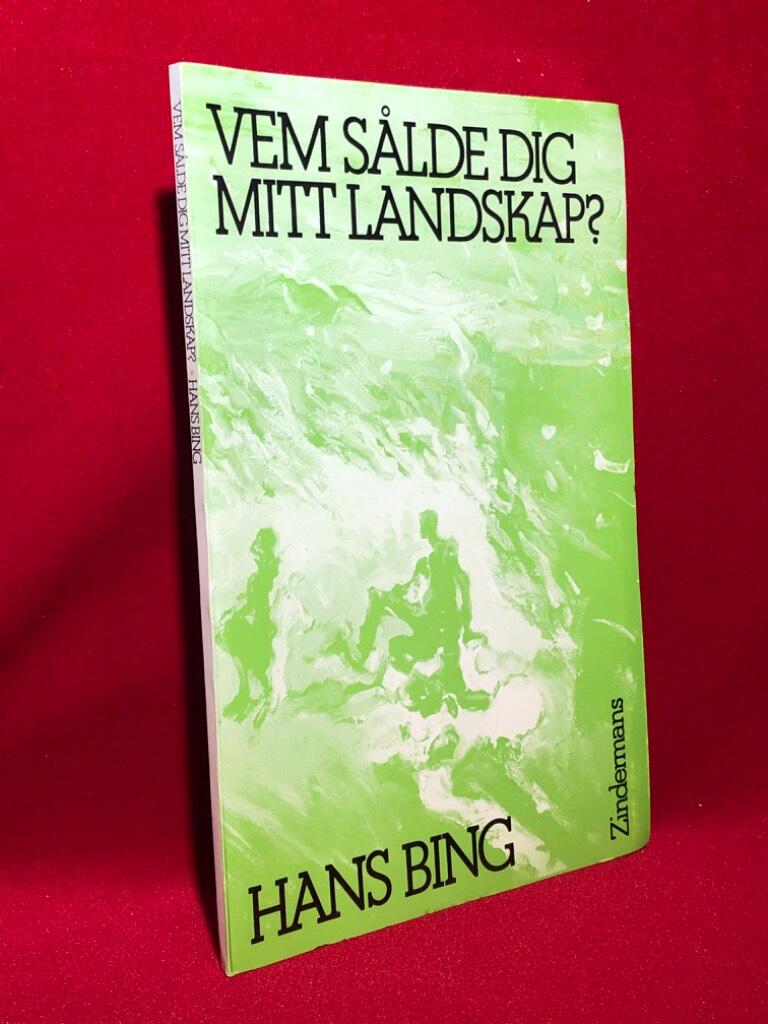 VEM SÅLDE DIG
MITT LANDSKAP?
HANS BING
Zindermans
VEM SÅLDE DIG MITT LANDSKAP? · HANS BING